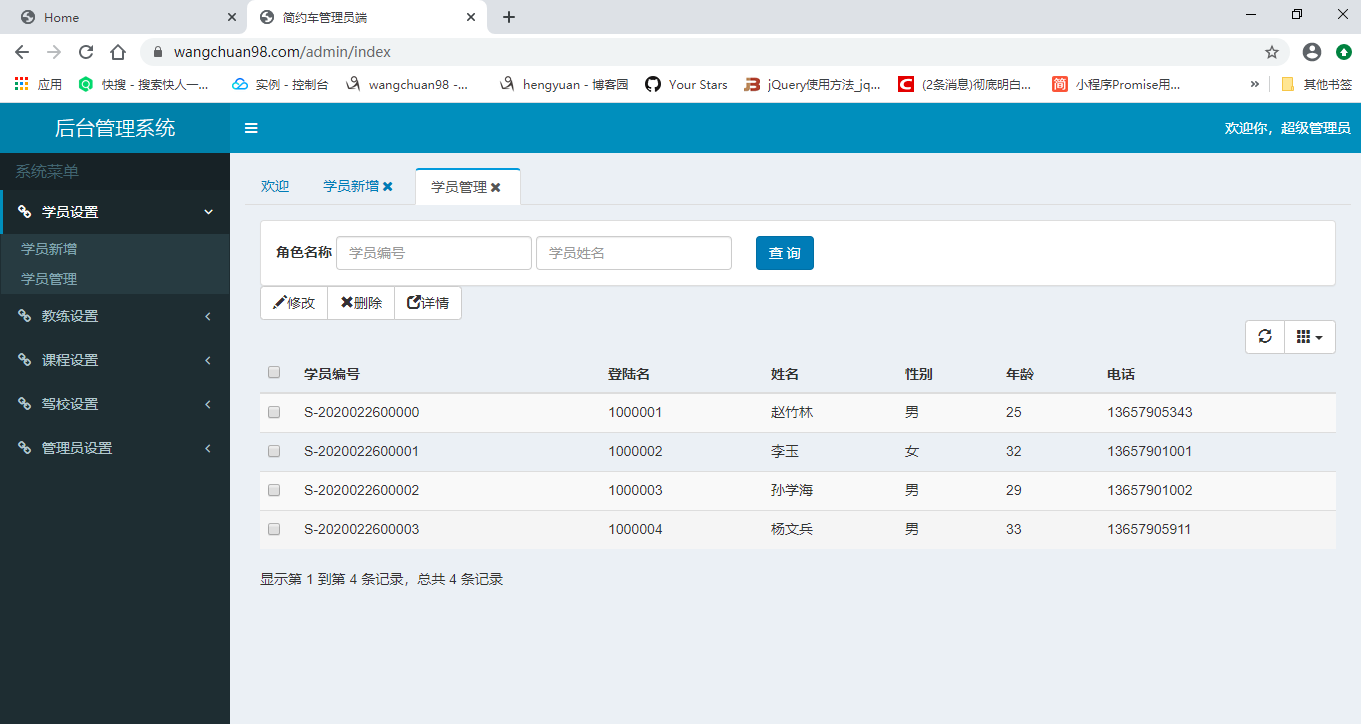 Home
简约车管理员端
wangchuan98.com/admin/index
应用
快搜 - 搜索快人一...
实例 - 控制台
wangchuan98 -...
hengyuan - 博客园
Your Stars
jQuery使用方法_jq...
(2条消息)彻底明白...
简
小程序Promise用...
»
其他书签
后台管理系统
欢迎你，超级管理员
系统菜单
学员设置
学员新增
学员管理
教练设置
课程设置
驾校设置
管理员设置
欢迎 学员新增 学员管理
角色名称 学员编号 学员姓名 查 询
修改 删除 详情
学员编号 登陆名 姓名 性别 年龄 电话
S-2020022600000 1000001 赵竹林 男 25 13657905343
S-2020022600001 1000002 李玉 女 32 13657901001
S-2020022600002 1000003 孙学海 男 29 13657901002
S-2020022600003 1000004 杨文兵 男 33 13657905911
显示第 1 到第 4 条记录，总共 4 条记录